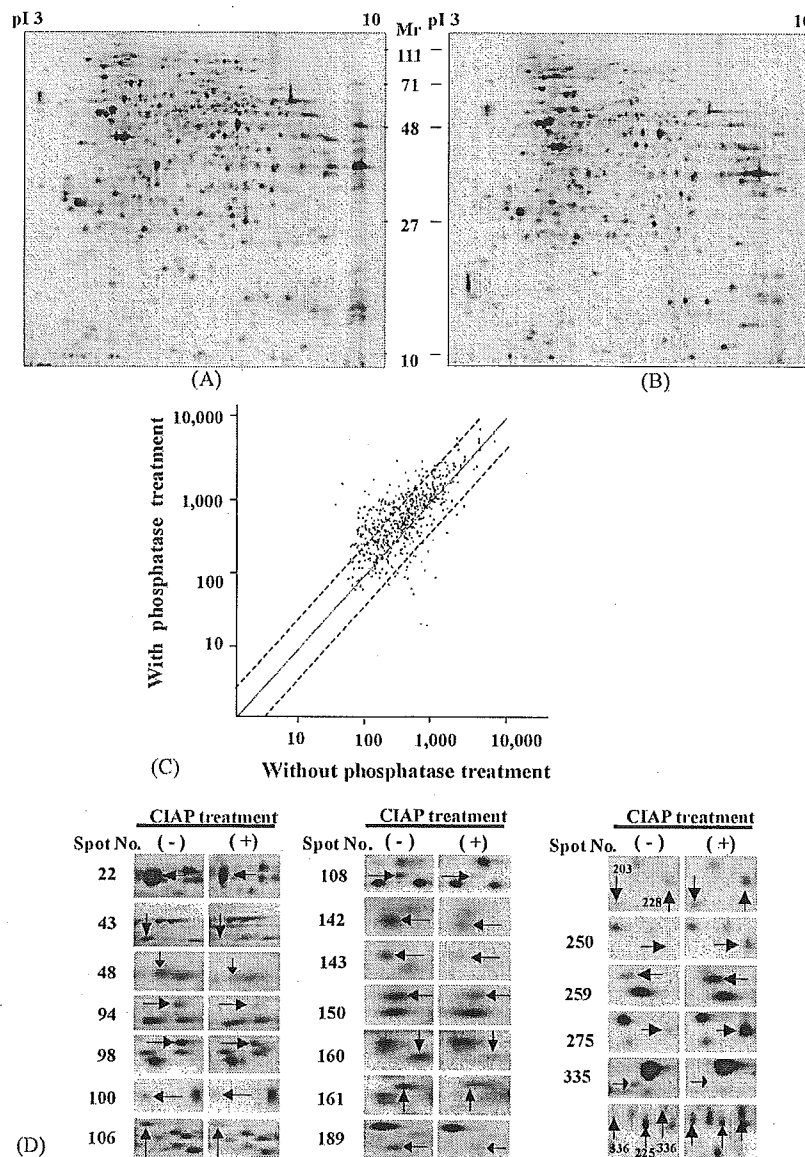 pI 3 10 Mr pI 3 10
111
71
48
27
10
(A) (B)
10,000
1,000
100
10
With phosphatase treatment
10 100 1,000 10,000
(C) Without phosphatase treatment
CIAP treatment
Spot No. (-) (+)
22
43
48
94
98
100
106
CIAP treatment
Spot No. (-) (+)
108
142
143
150
160
161
189
CIAP treatment
(-) (+)
203
228
250
259
275
335
336 225 336
(D)